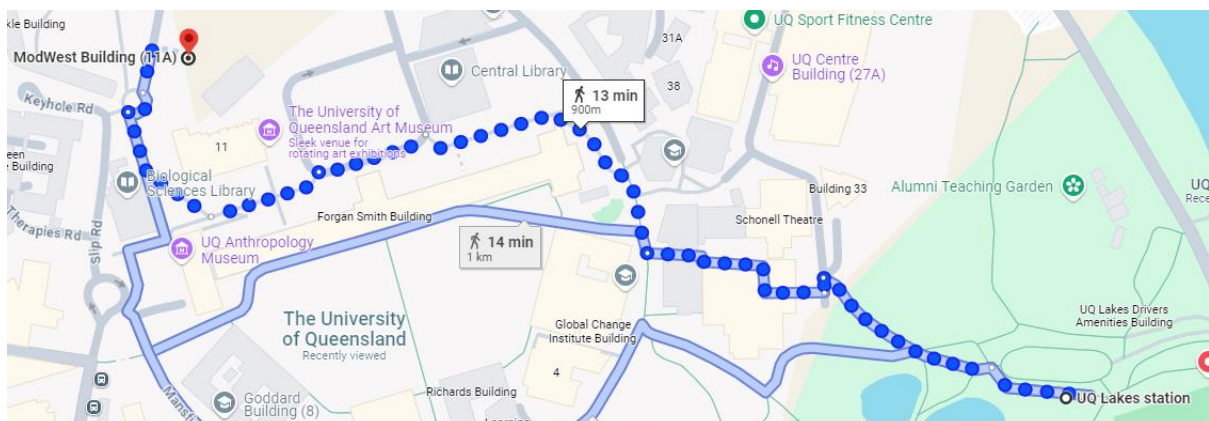 kle Building
ModWest Building (11A)
Keyhole Rd
een
e Building
Therapies Rd
Slip Rd
11
The University of
Queensland Art Museum
Sleek venue for
rotating art exhibitions
Biological
Sciences Library
UQ Anthropology
Museum
Forgan Smith Building
Central Library
31A
38
13 min
900m
14 min
1 km
UQ Sport Fitness Centre
UQ Centre
Building (27A)
Building 33
Schonell Theatre
Alumni Teaching Garden
UQ
Rece
UQ Lakes Drivers
Amenities Building
UQ Lakes station
The University
of Queensland
Recently viewed
Global Change
Institute Building
4
Richards Building
Goddard
Building (8)
Mansfi
Learning